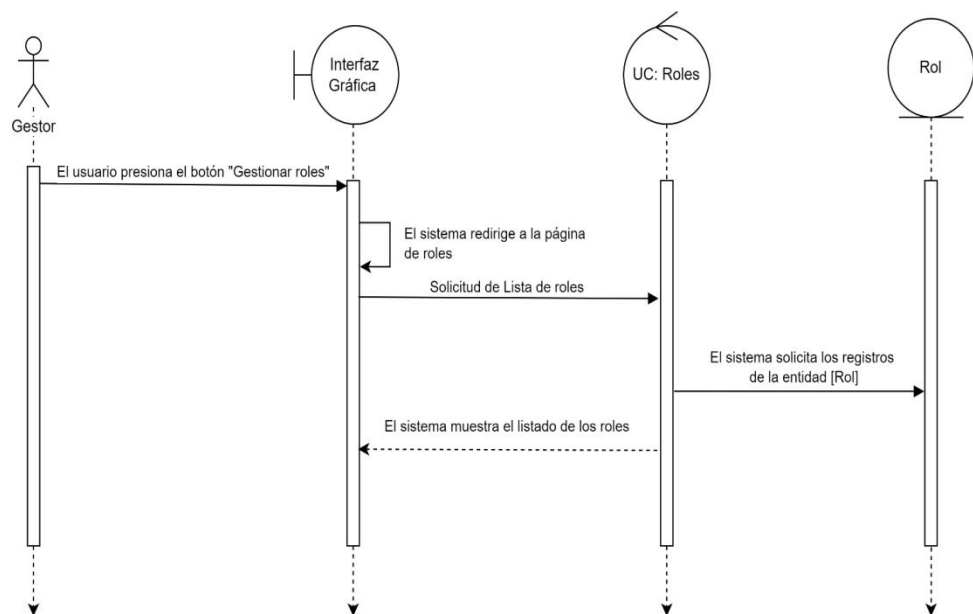 Interfaz
Gráfica
UC: Roles
Rol
Gestor
El usuario presiona el botón "Gestionar roles"
El sistema redirige a la página
de roles
Solicitud de Lista de roles
El sistema solicita los registros
de la entidad [Rol]
El sistema muestra el listado de los roles